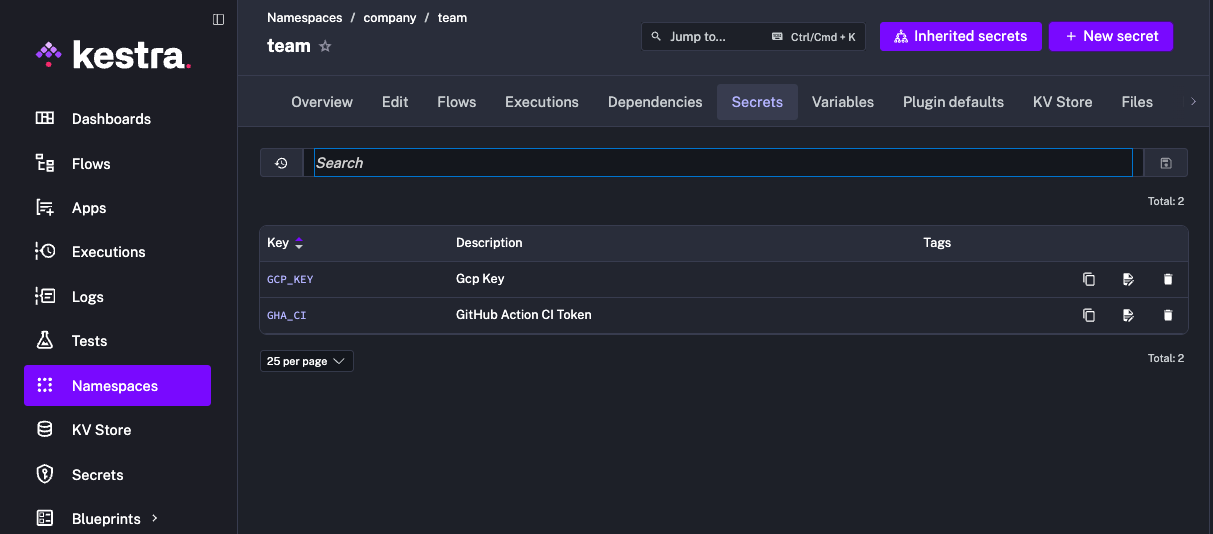 Namespaces / company / team
team
Jump to...
Ctrl/Cmd + K
Inherited secrets
+ New secret
kestra.
Dashboards
Flows
Apps
Executions
Logs
Tests
Namespaces
KV Store
Secrets
Blueprints
Overview Edit Flows Executions Dependencies Secrets Variables Plugin defaults KV Store Files
Search
Total: 2
Key Description Tags
GCP_KEY Gcp Key
GHA_CI GitHub Action CI Token
25 per page
Total: 2